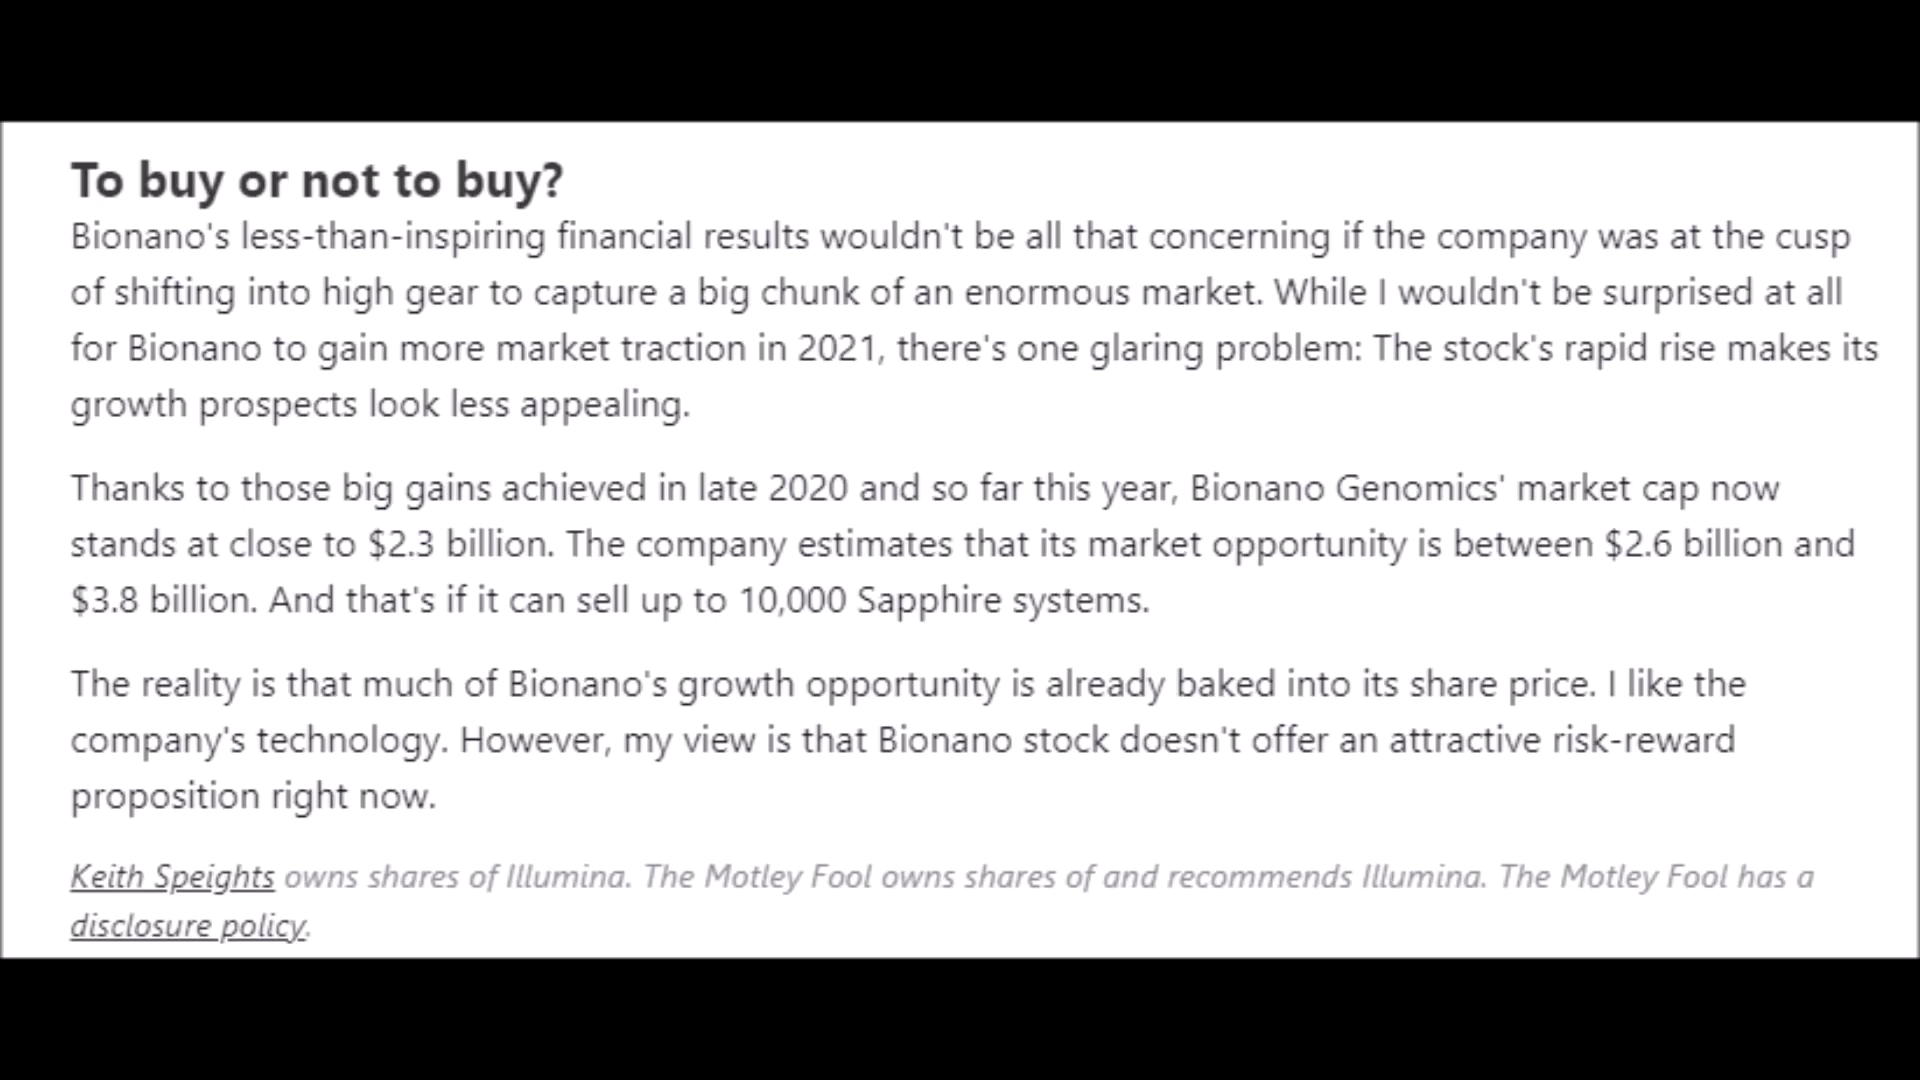 To buy or not to buy?
Bionano's less-than-inspiring financial results wouldn't be all that concerning if the company was at the cusp
of shifting into high gear to capture a big chunk of an enormous market. While I wouldn't be surprised at all
for Bionano to gain more market traction in 2021, there's one glaring problem: The stock's rapid rise makes its
growth prospects look less appealing.
Thanks to those big gains achieved in late 2020 and so far this year, Bionano Genomics' market cap now
stands at close to $2.3 billion. The company estimates that its market opportunity is between $2.6 billion and
$3.8 billion. And that's if it can sell up to 10,000 Sapphire systems.
The reality is that much of Bionano's growth opportunity is already baked into its share price. I like the
company's technology. However, my view is that Bionano stock doesn't offer an attractive risk-reward
proposition right now.
Keith Speights owns shares of Illumina. The Motley Fool owns shares of and recommends Illumina. The Motley Fool has a
disclosure policy.